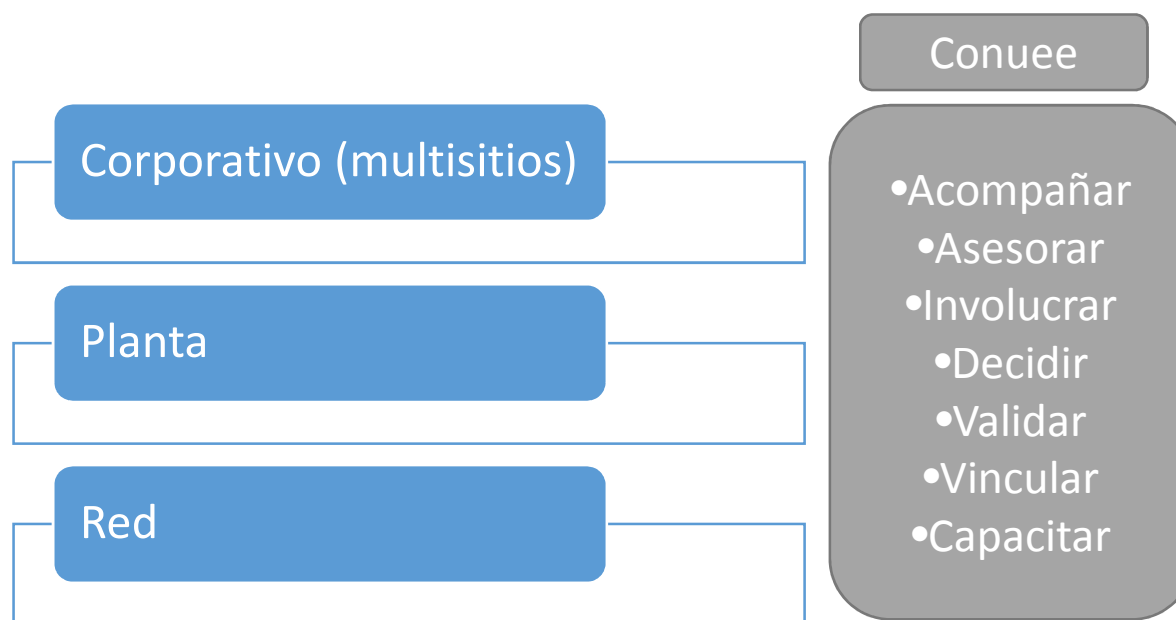 Conuee
Corporativo (multisitios)
Planta
Red
•Acompañar
•Asesorar
•Involucrar
•Decidir
•Validar
•Vincular
•Capacitar